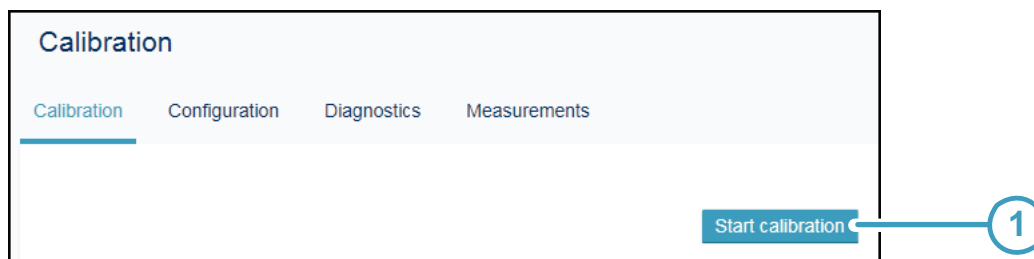 Calibration
Calibration Configuration Diagnostics Measurements
Start calibration
1